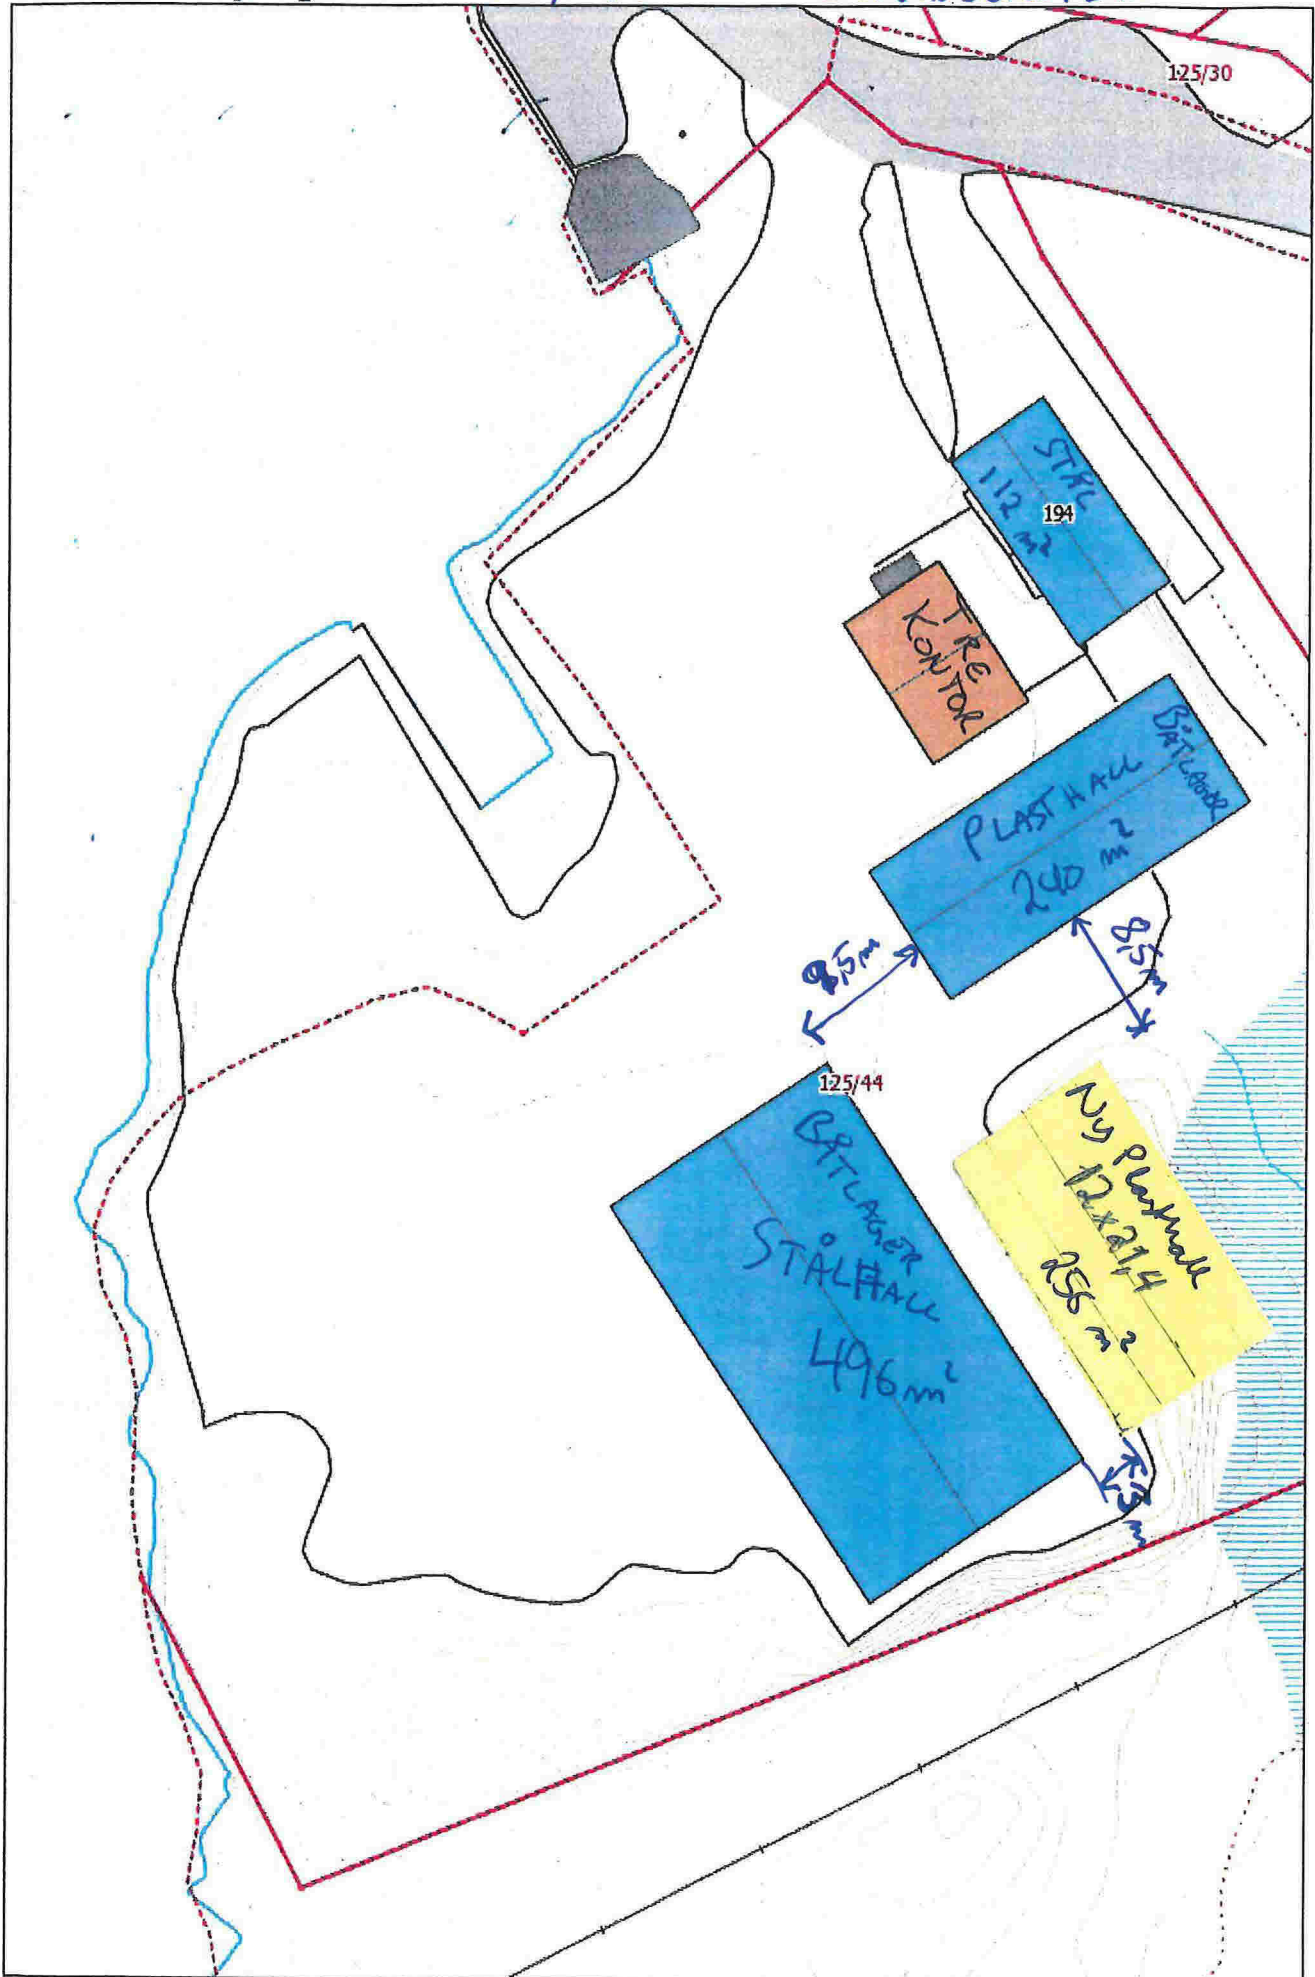 125/30
STÅL
112 m²
194
TRE
KONTOR
BÅTLAGER
PLASTHALL
240 m²
8,5m
8,5m
125/44
BÅTLAGER
STÅLHALL
496 m²
Ny Plasthall
12x21,4
256 m²